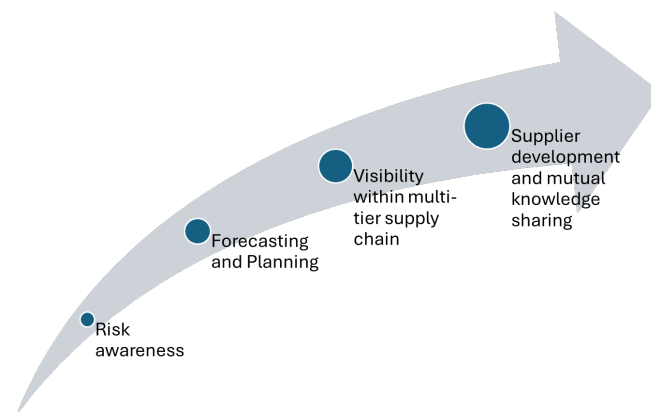 Risk
awareness
Forecasting
and Planning
Visibility
within multi-
tier supply
chain
Supplier
development
and mutual
knowledge
sharing